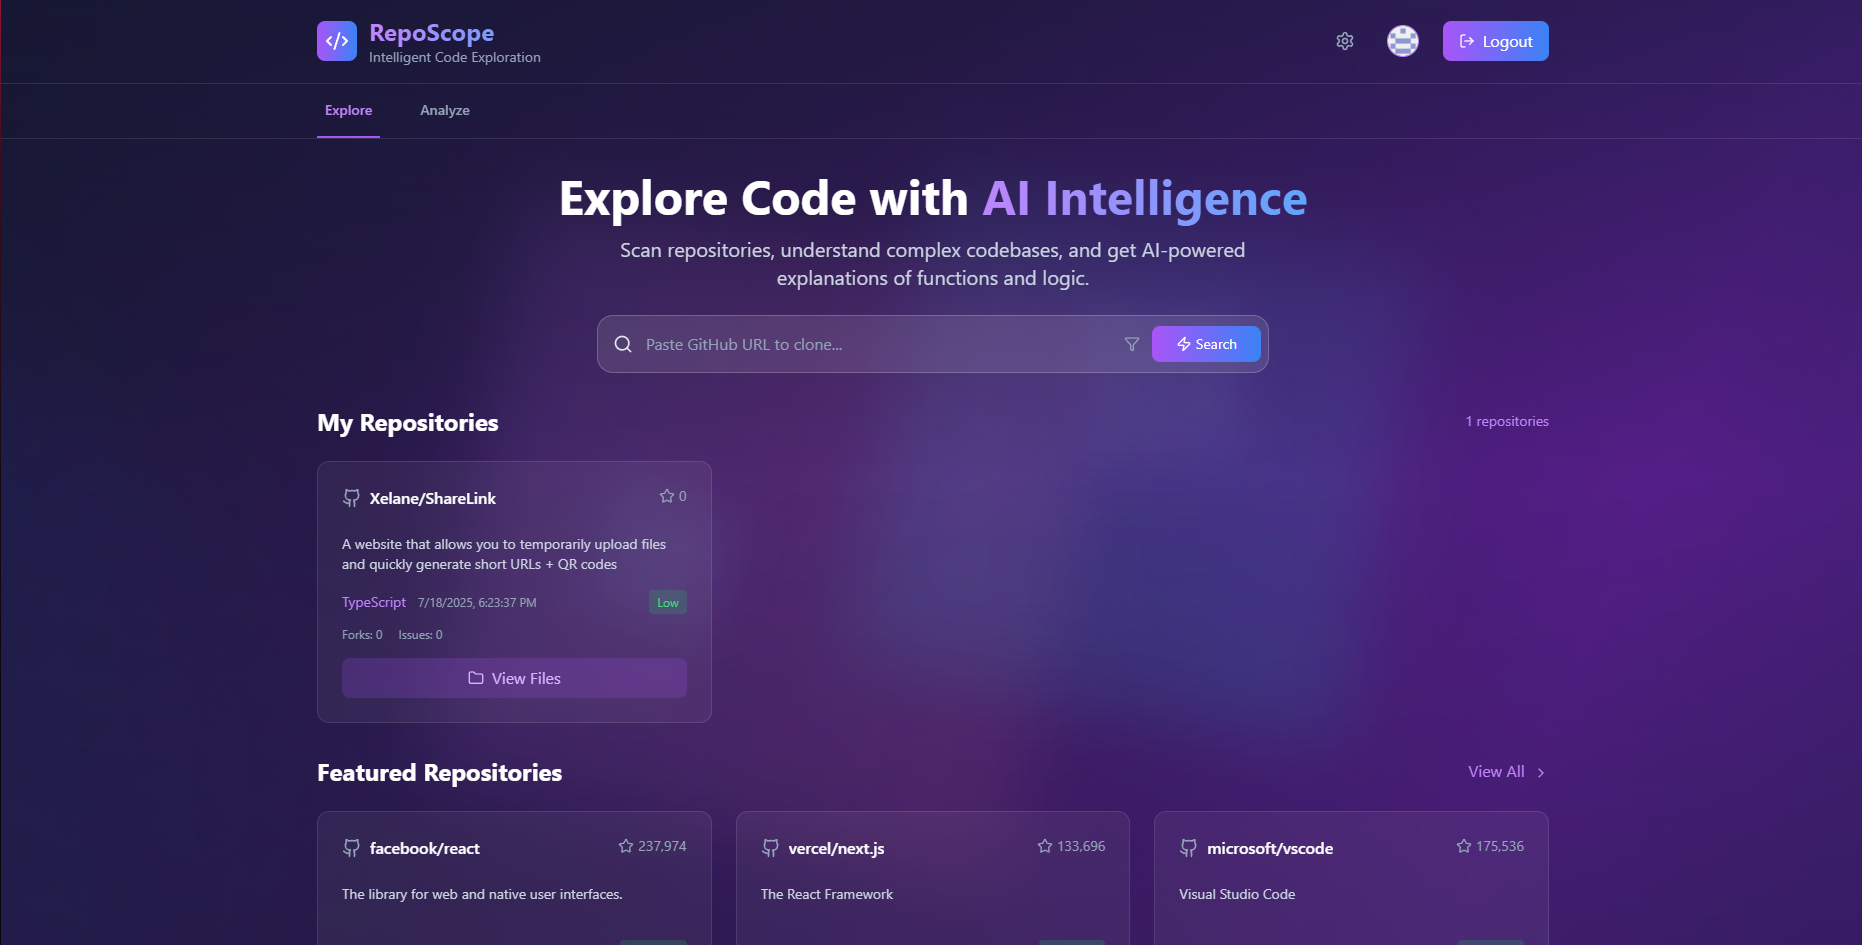 RepoScope
Intelligent Code Exploration
Logout
Explore
Analyze
Explore Code with AI Intelligence
Scan repositories, understand complex codebases, and get AI-powered
explanations of functions and logic.
Paste GitHub URL to clone...
Search
My Repositories
1 repositories
Xelane/ShareLink
0
A website that allows you to temporarily upload files
and quickly generate short URLs + QR codes
TypeScript 7/18/2025, 6:23:37 PM
Low
Forks: 0 Issues: 0
View Files
Featured Repositories
View All
facebook/react
237,974
The library for web and native user interfaces.
vercel/next.js
133,696
The React Framework
microsoft/vscode
175,536
Visual Studio Code